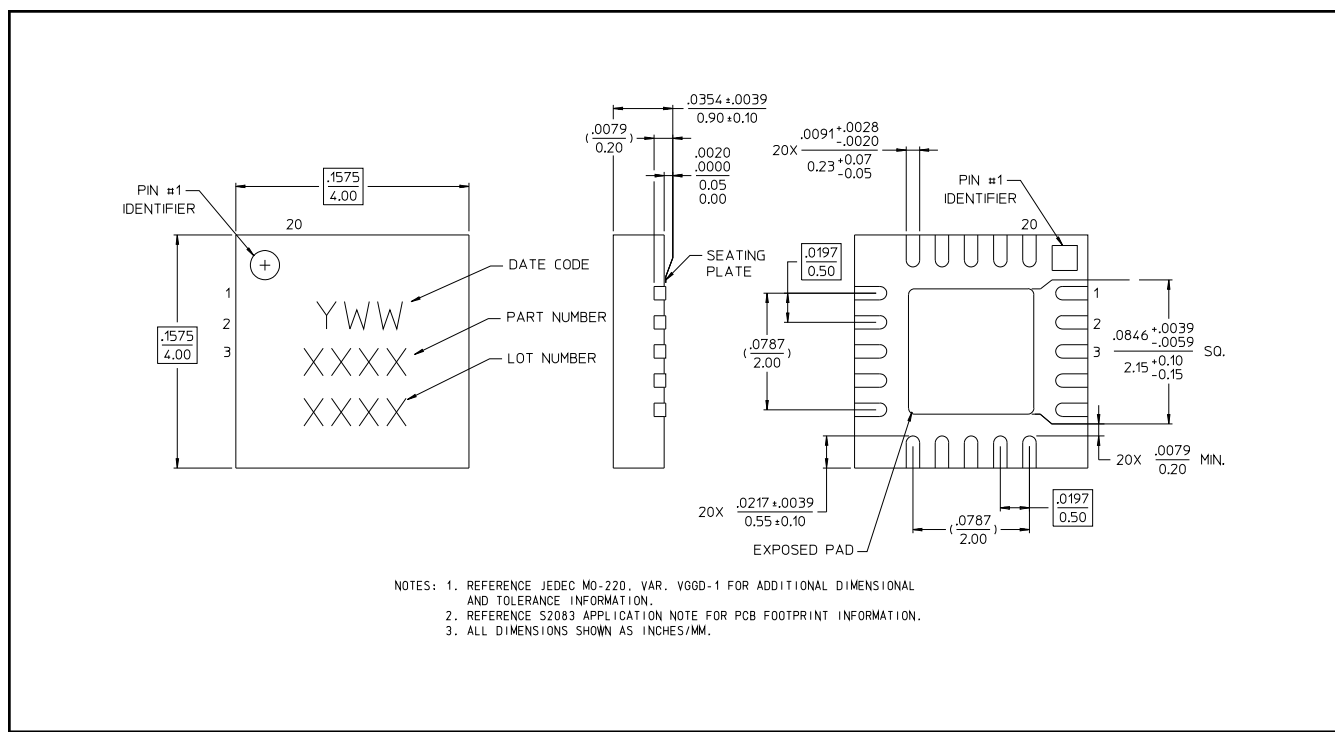 .0354 ±.0039
0.90 ±0.10
(.0079
0.20)
.0020
.0000
0.05
0.00
20X .0091 +.0028
-.0020
0.23 +0.07
-0.05
PIN #1
IDENTIFIER
.1575
4.00
20
PIN #1
IDENTIFIER
20
DATE CODE
SEATING
PLATE
.0197
0.50
1
2
3
YWW
PART NUMBER
XXXX
LOT NUMBER
XXXX
.1575
4.00
(.0787
2.00)
1
2
3
.0846 +.0039
-.0059
2.15 +0.10
-0.15
SQ.
20X .0079
0.20 MIN.
20X .0217 ±.0039
0.55 ±0.10
(.0787
2.00)
.0197
0.50
EXPOSED PAD
NOTES: 1. REFERENCE JEDEC MO-220, VAR. VGGD-1 FOR ADDITIONAL DIMENSIONAL
AND TOLERANCE INFORMATION.
2. REFERENCE S2083 APPLICATION NOTE FOR PCB FOOTPRINT INFORMATION.
3. ALL DIMENSIONS SHOWN AS INCHES/MM.